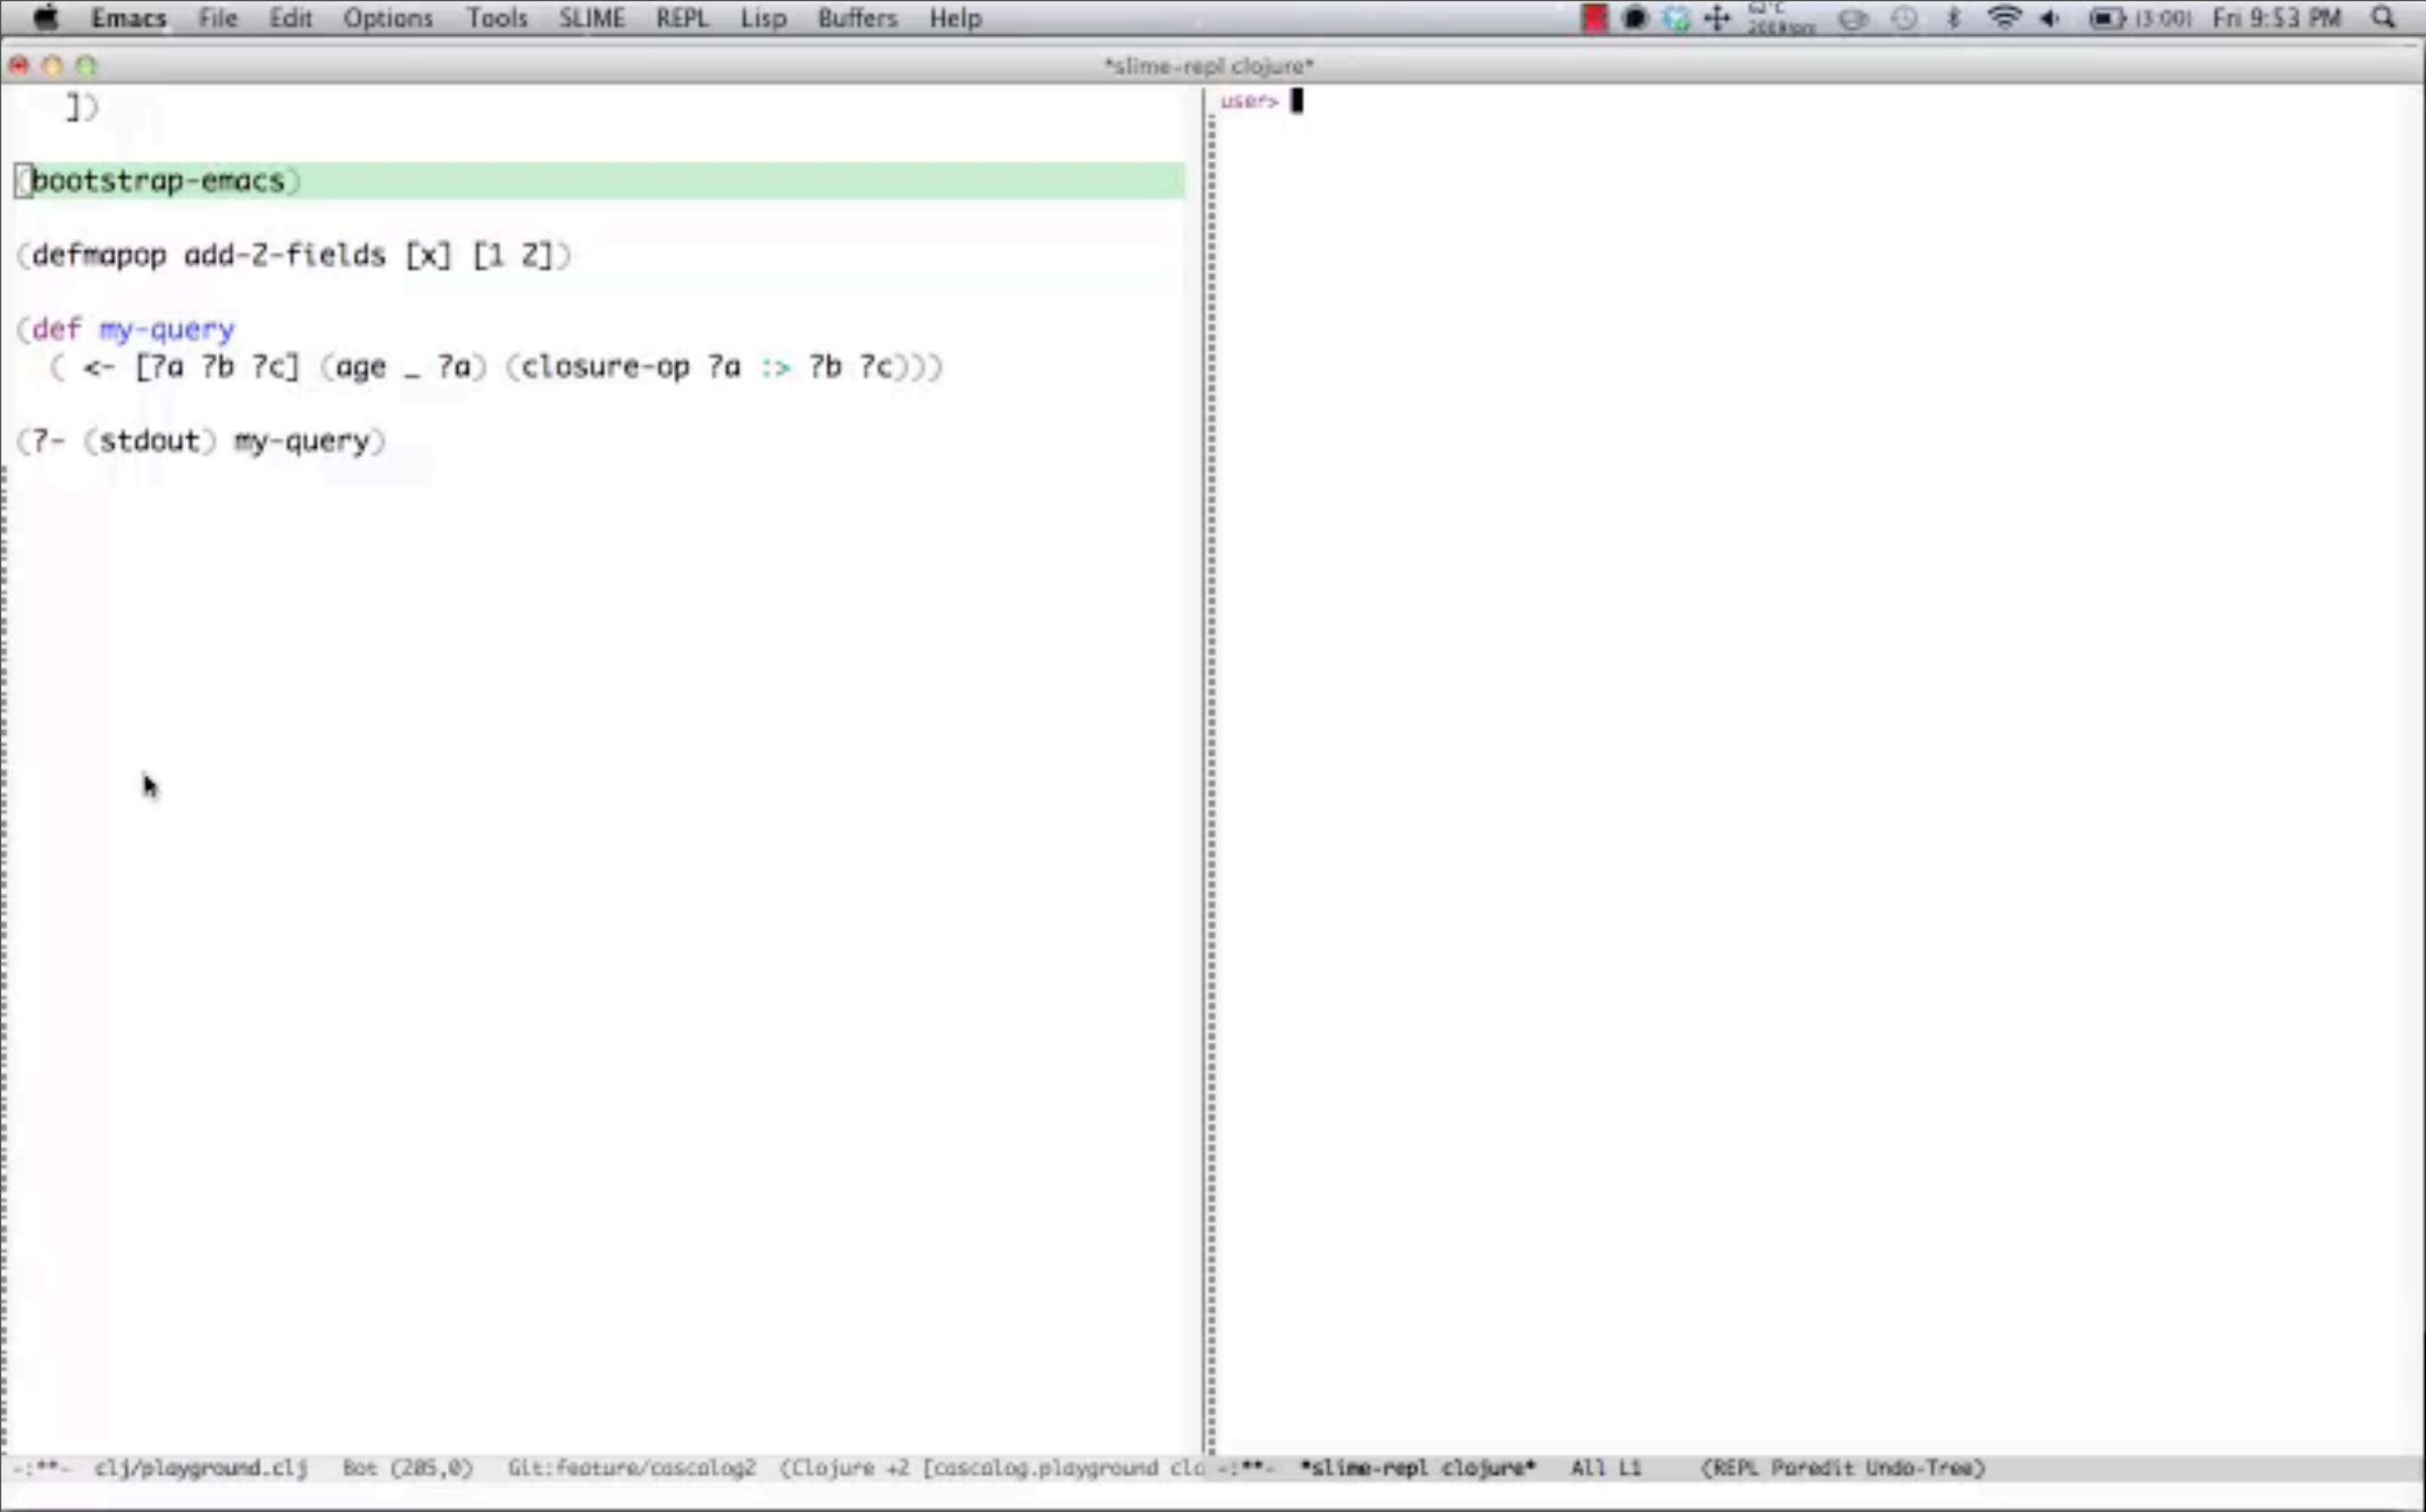 Emacs File Edit Options Tools SLIME REPL Lisp Buffers Help (3:00) Fri 9:53 PM
*slime-repl clojure*
])
(bootstrap-emacs)
(defmapop add-2-fields [x] [1 2])
(def my-query
( <- [?a ?b ?c] (age _ ?a) (closure-op ?a :> ?b ?c)))
(?- (stdout) my-query)
user>
-:**- clj/playground.clj Bot (205,0) Git:feature/cascalog2 (Clojure +2 [cascalog.playground clo
-:**- *slime-repl clojure* All L1 (REPL Paredit Undo-Tree)